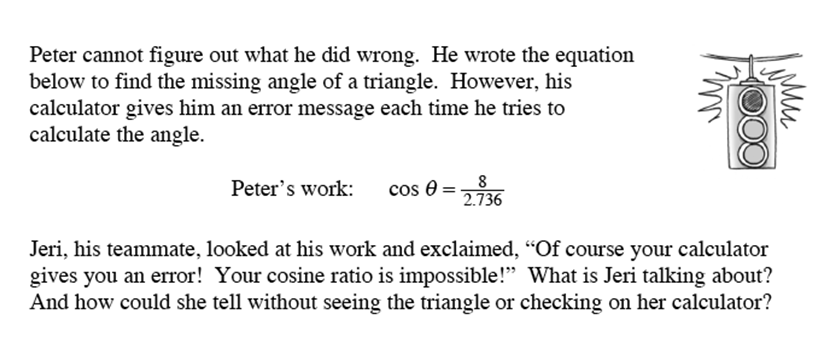 Peter cannot figure out what he did wrong.  He wrote the equation
below to find the missing angle of a triangle.  However, his
calculator gives him an error message each time he tries to
calculate the angle.
Peter’s work:     cos θ = 8/2.736
Jeri, his teammate, looked at his work and exclaimed, “Of course your calculator
gives you an error!  Your cosine ratio is impossible!”  What is Jeri talking about?
And how could she tell without seeing the triangle or checking on her calculator?